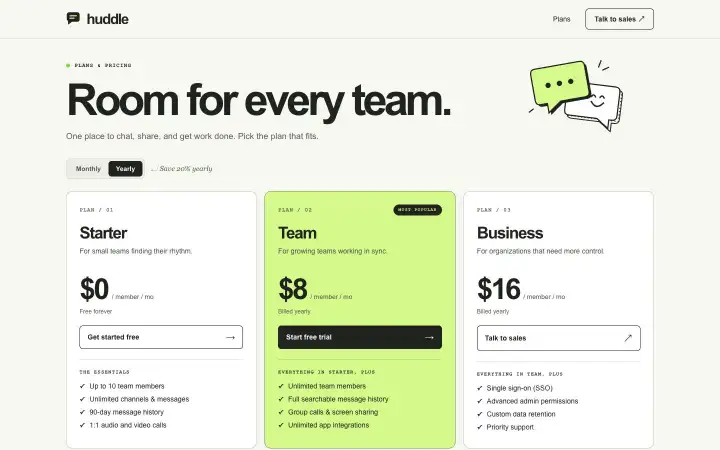 huddle
Plans
Talk to sales ↗
PLANS & PRICING
Room for every team.
One place to chat, share, and get work done. Pick the plan that fits.
Monthly
Yearly
Save 20% yearly
PLAN / 01
Starter
For small teams finding their rhythm.
$0 / member / mo
Free forever
Get started free →
THE ESSENTIALS
✓ Up to 10 team members
✓ Unlimited channels & messages
✓ 90-day message history
✓ 1:1 audio and video calls
PLAN / 02
MOST POPULAR
Team
For growing teams working in sync.
$8 / member / mo
Billed yearly
Start free trial →
EVERYTHING IN STARTER, PLUS
✓ Unlimited team members
✓ Full searchable message history
✓ Group calls & screen sharing
✓ Unlimited app integrations
PLAN / 03
Business
For organizations that need more control.
$16 / member / mo
Billed yearly
Talk to sales ↗
EVERYTHING IN TEAM, PLUS
✓ Single sign-on (SSO)
✓ Advanced admin permissions
✓ Custom data retention
✓ Priority support